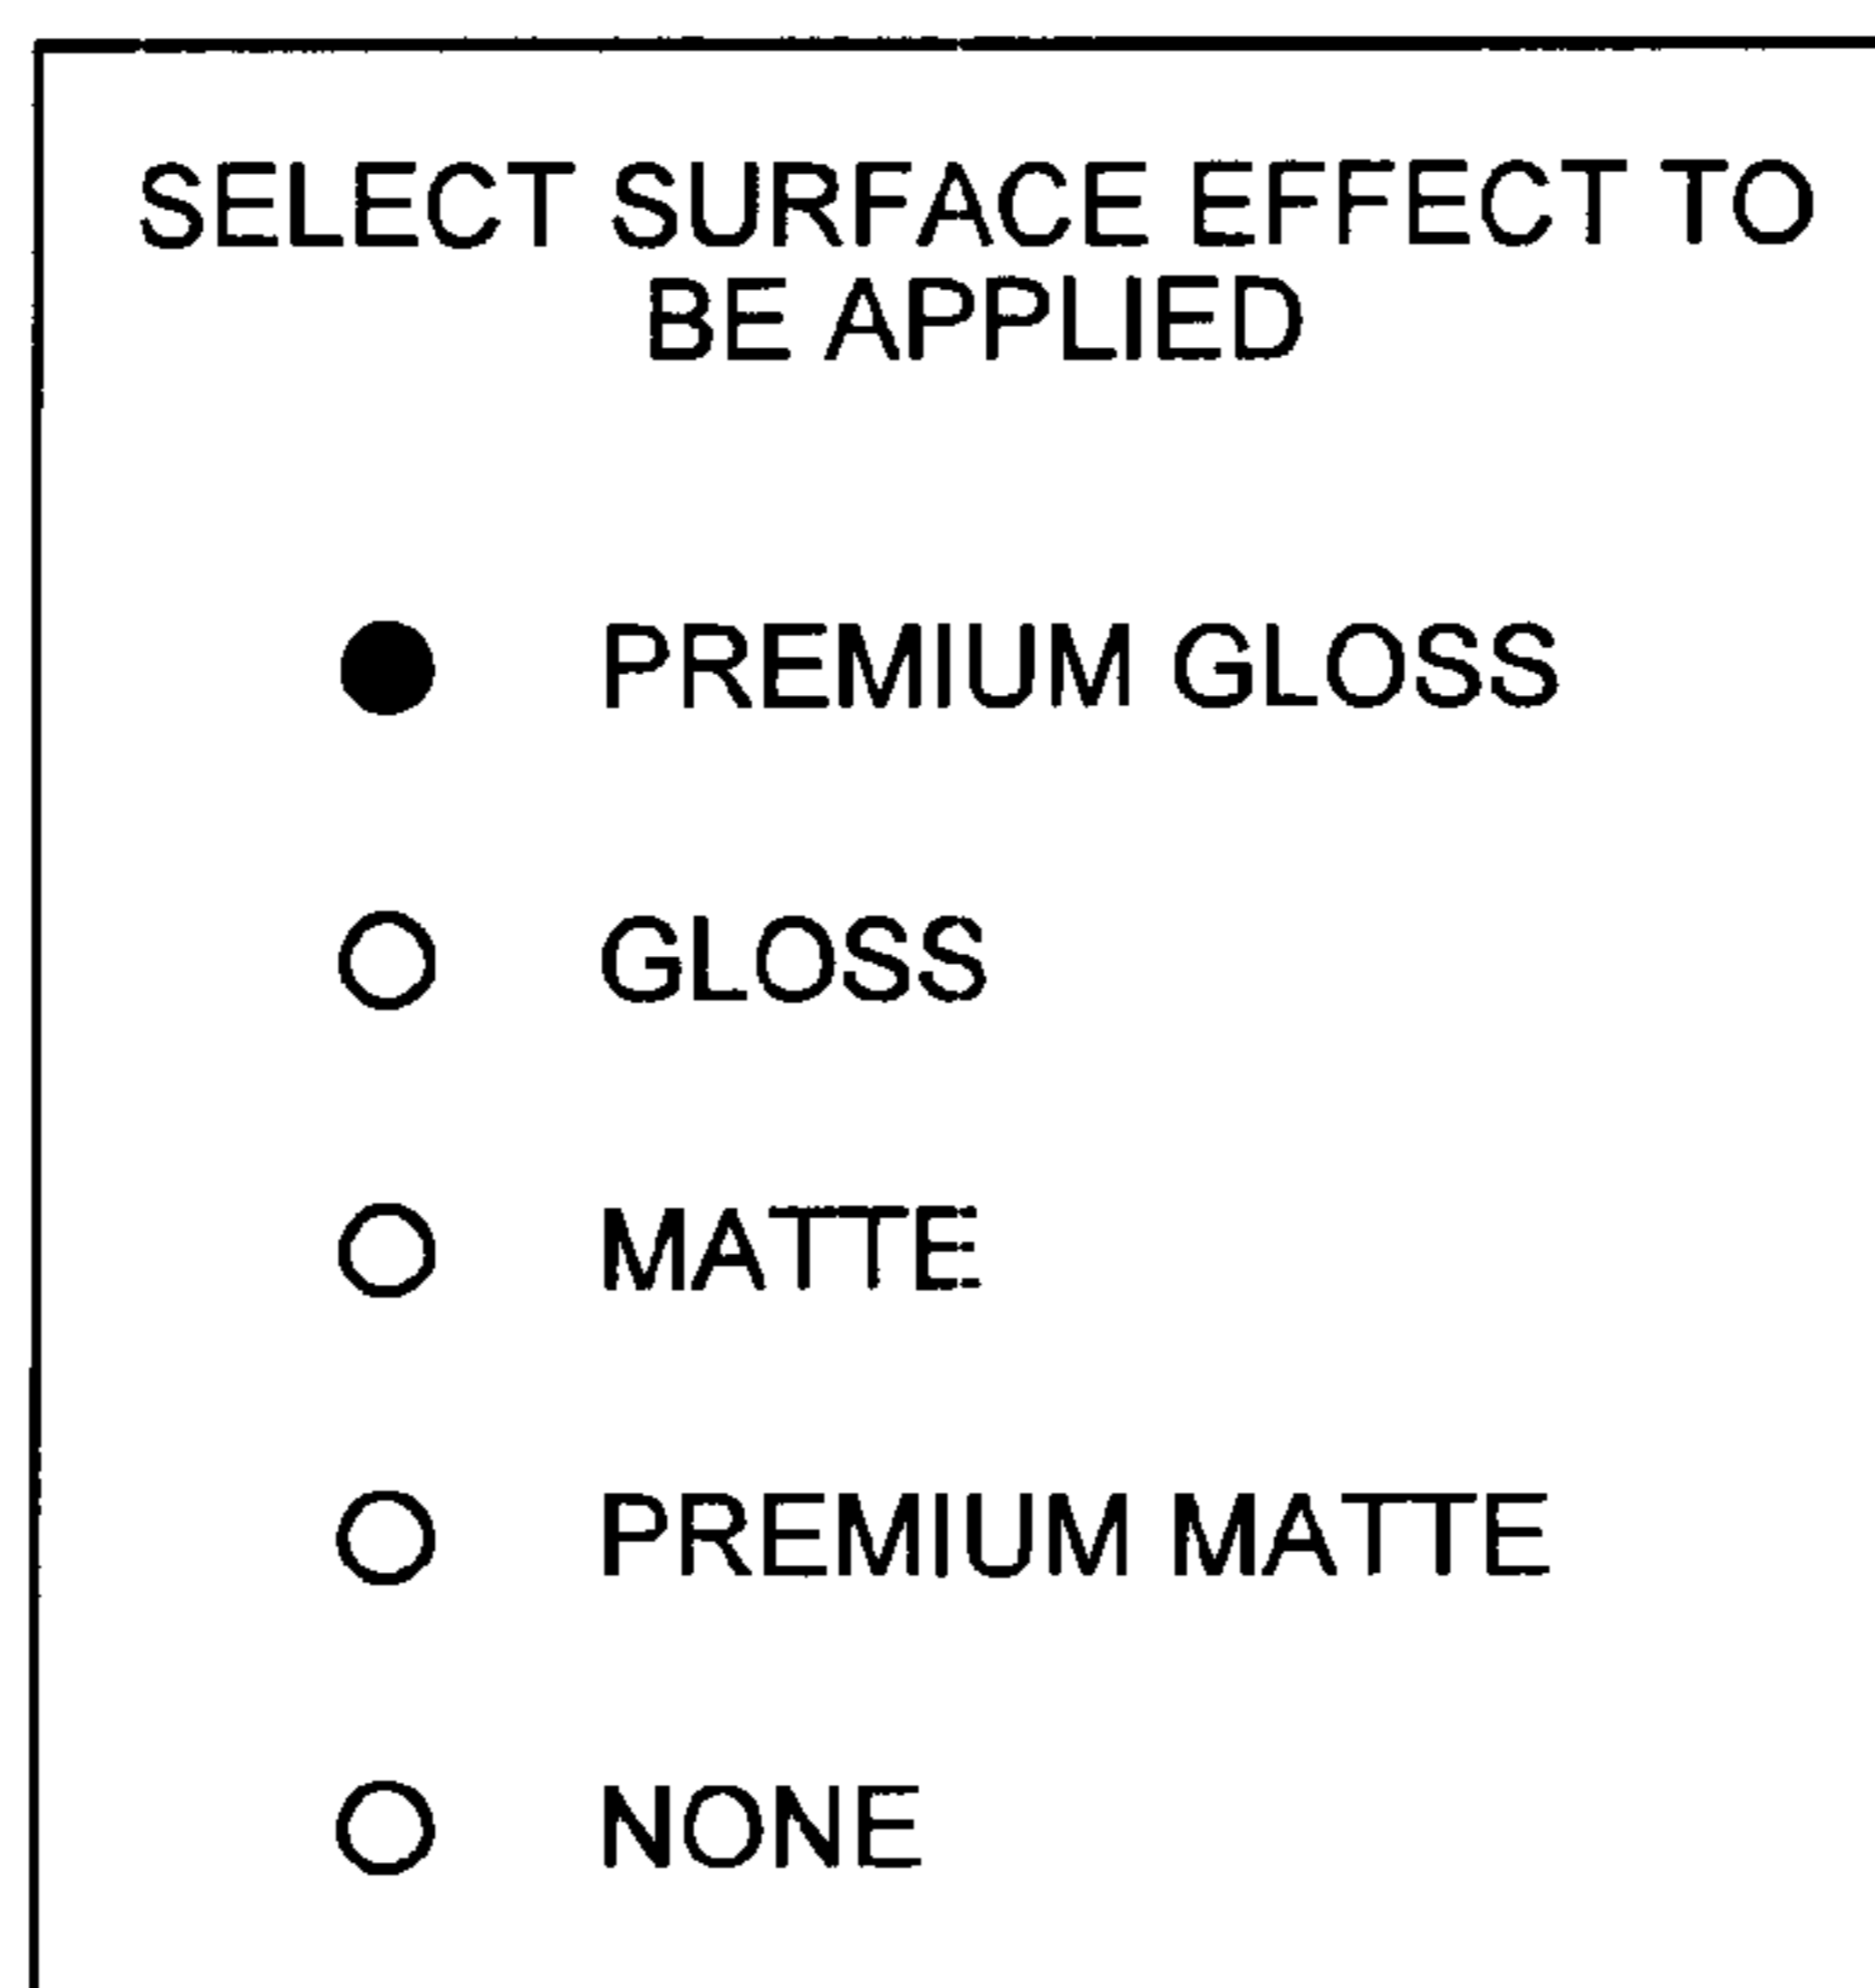 SELECT SURFACE EFFECT TO
BE APPLIED
PREMIUM GLOSS
GLOSS
MATTE
PREMIUM MATTE
NONE